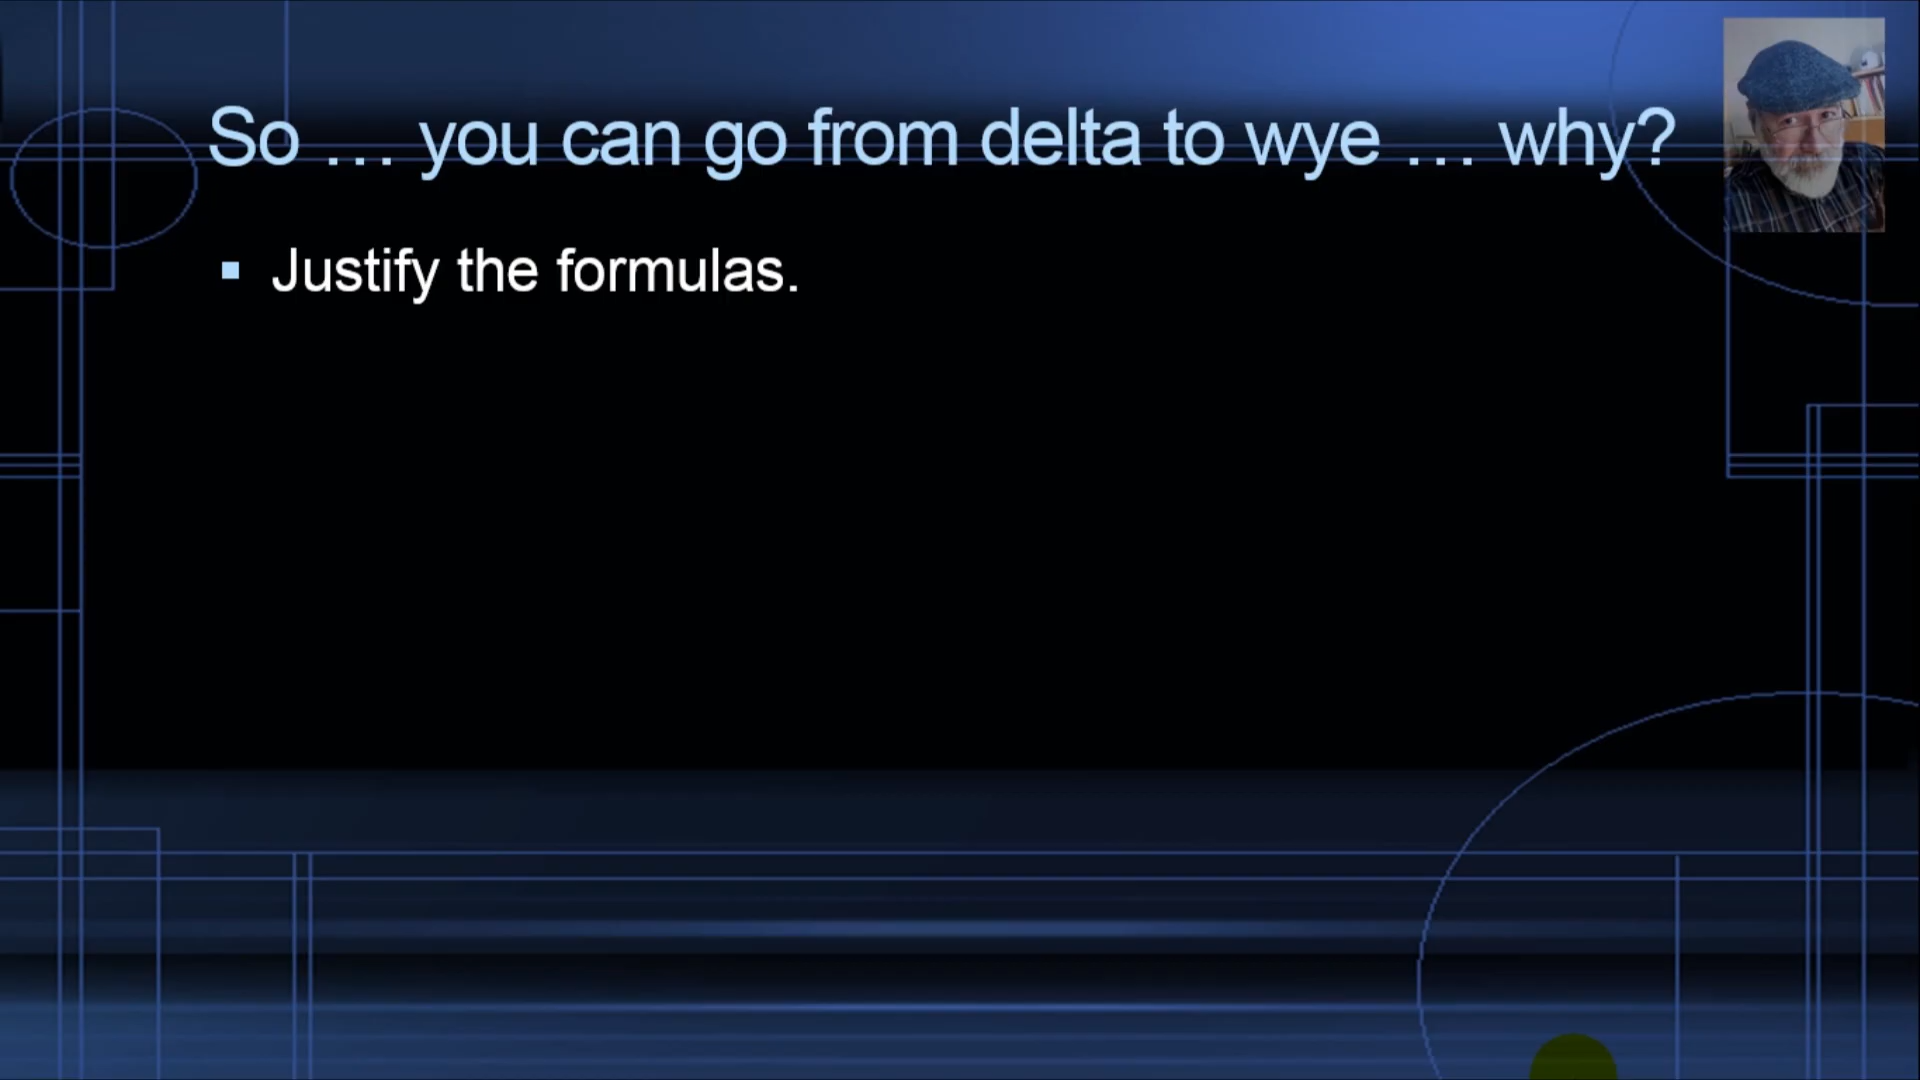 So … you can go from delta to wye … why?
Justify the formulas.